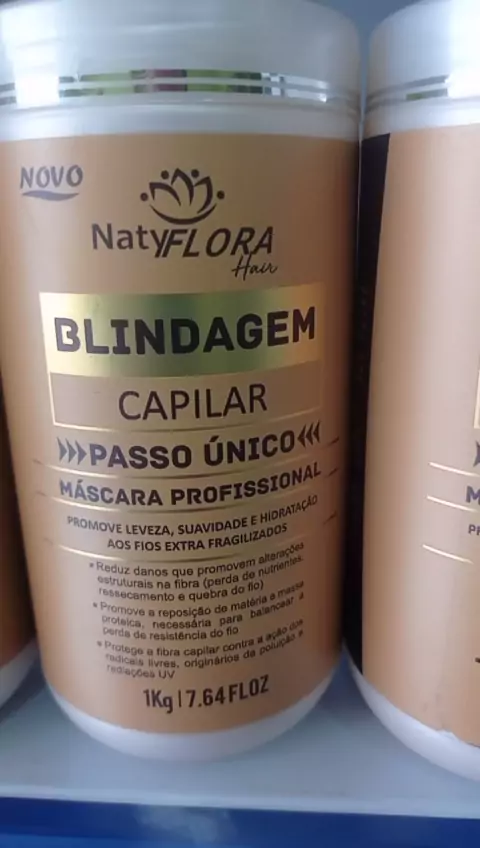 NOVO
NatyFLORA
Hair
BLINDAGEM
CAPILAR
PASSO ÚNICO
MÁSCARA PROFISSIONAL
PROMOVE LEVEZA, SUAVIDADE E HIDRATAÇÃO
AOS FIOS EXTRA FRAGILIZADOS
• Reduz danos que promovem alterações
estruturais na fibra (perda de nutrientes,
ressecamento e quebra do fio)
• Promove a reposição de matéria e massa
proteica, necessária para balancear a
perda de resistência do fio
• Protege a fibra capilar contra a ação dos
radicais livres, originários da poluição e
radiações UV
1Kg | 7.64 FLOZ